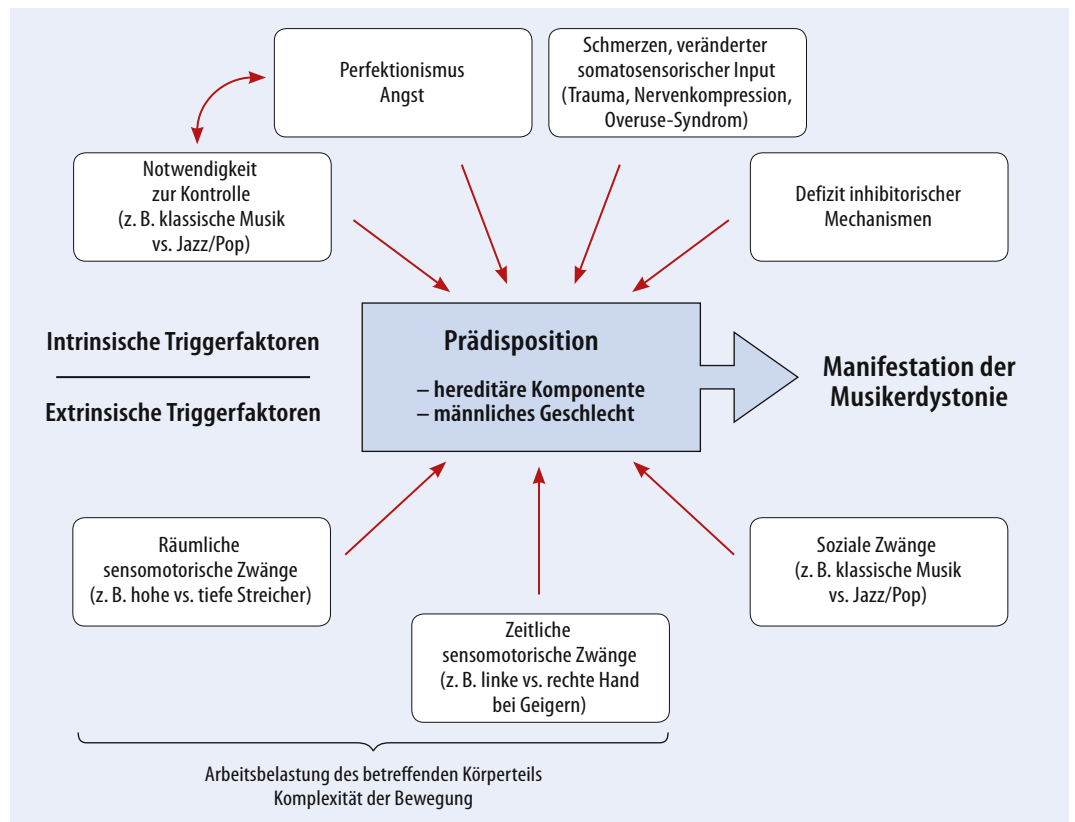 Perfektionismus
Angst
Schmerzen, veränderter
somatosensorischer Input
(Trauma, Nervenkompression,
Overuse-Syndrom)
Notwendigkeit
zur Kontrolle
(z. B. klassische Musik
vs. Jazz/Pop)
Defizit inhibitorischer
Mechanismen
Intrinsische Triggerfaktoren
Extrinsische Triggerfaktoren
Prädisposition
– hereditäre Komponente
– männliches Geschlecht
Manifestation der
Musikerdystonie
Räumliche
sensomotorische Zwänge
(z. B. hohe vs. tiefe Streicher)
Zeitliche
sensomotorische Zwänge
(z. B. linke vs. rechte Hand
bei Geigern)
Soziale Zwänge
(z. B. klassische Musik
vs. Jazz/Pop)
Arbeitsbelastung des betreffenden Körperteils
Komplexität der Bewegung